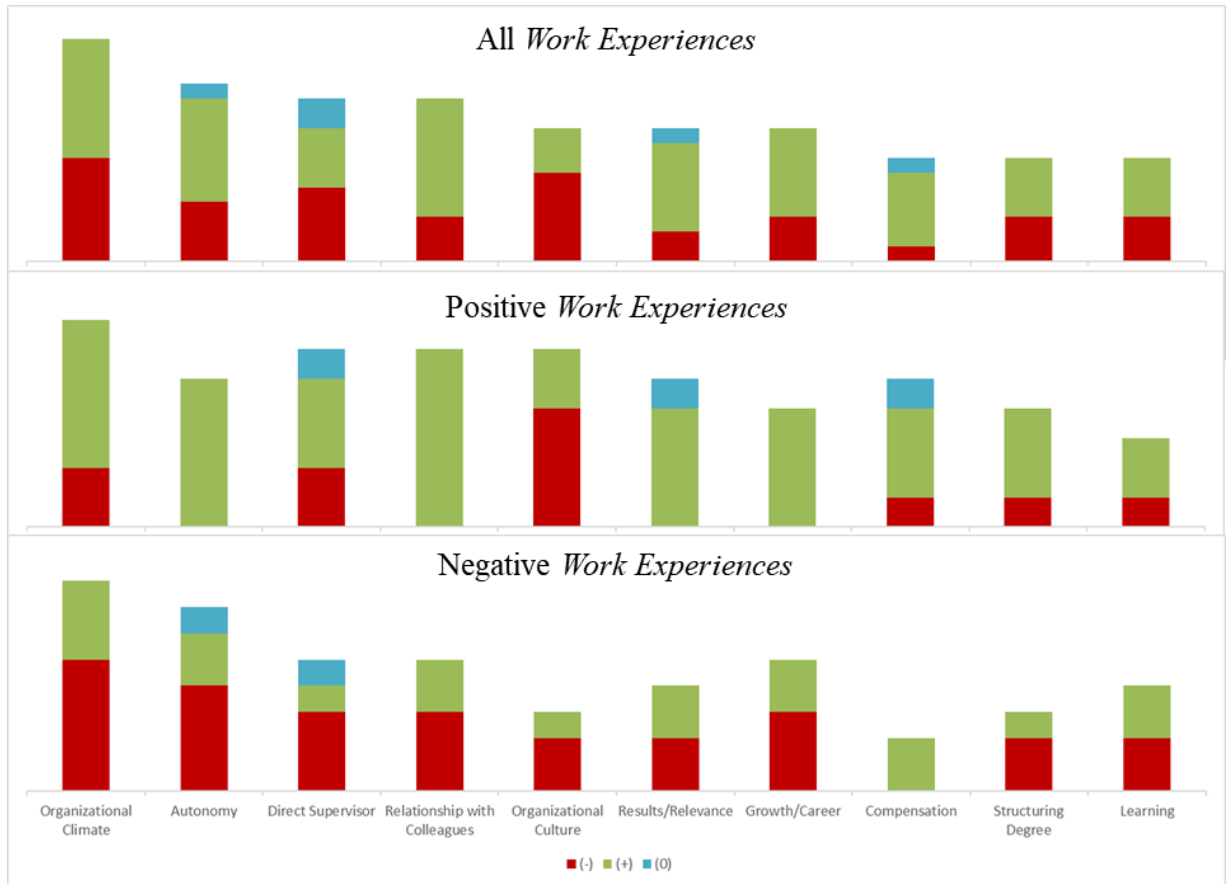 All Work Experiences
Positive Work Experiences
Negative Work Experiences
Organizational
Climate
Autonomy
Direct Supervisor
Relationship with
Colleagues
Organizational
Culture
Results/Relevance
Growth/Career
Compensation
Structuring
Degree
Learning
(-) (+) (0)